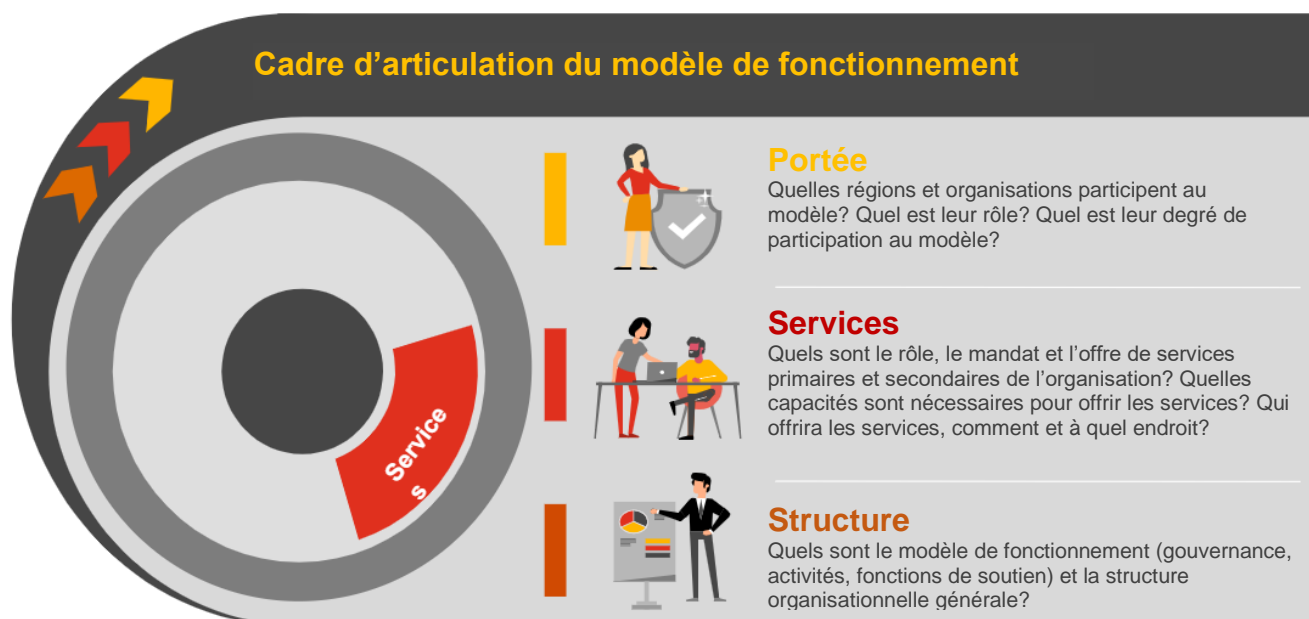 Cadre d’articulation du modèle de fonctionnement
Portée
Quelles régions et organisations participent au
modèle? Quel est leur rôle? Quel est leur degré de
participation au modèle?
Services
Quels sont le rôle, le mandat et l’offre de services
primaires et secondaires de l’organisation? Quelles
capacités sont nécessaires pour offrir les services? Qui
offrira les services, comment et à quel endroit?
Service
s
Structure
Quels sont le modèle de fonctionnement (gouvernance,
activités, fonctions de soutien) et la structure
organisationnelle générale?